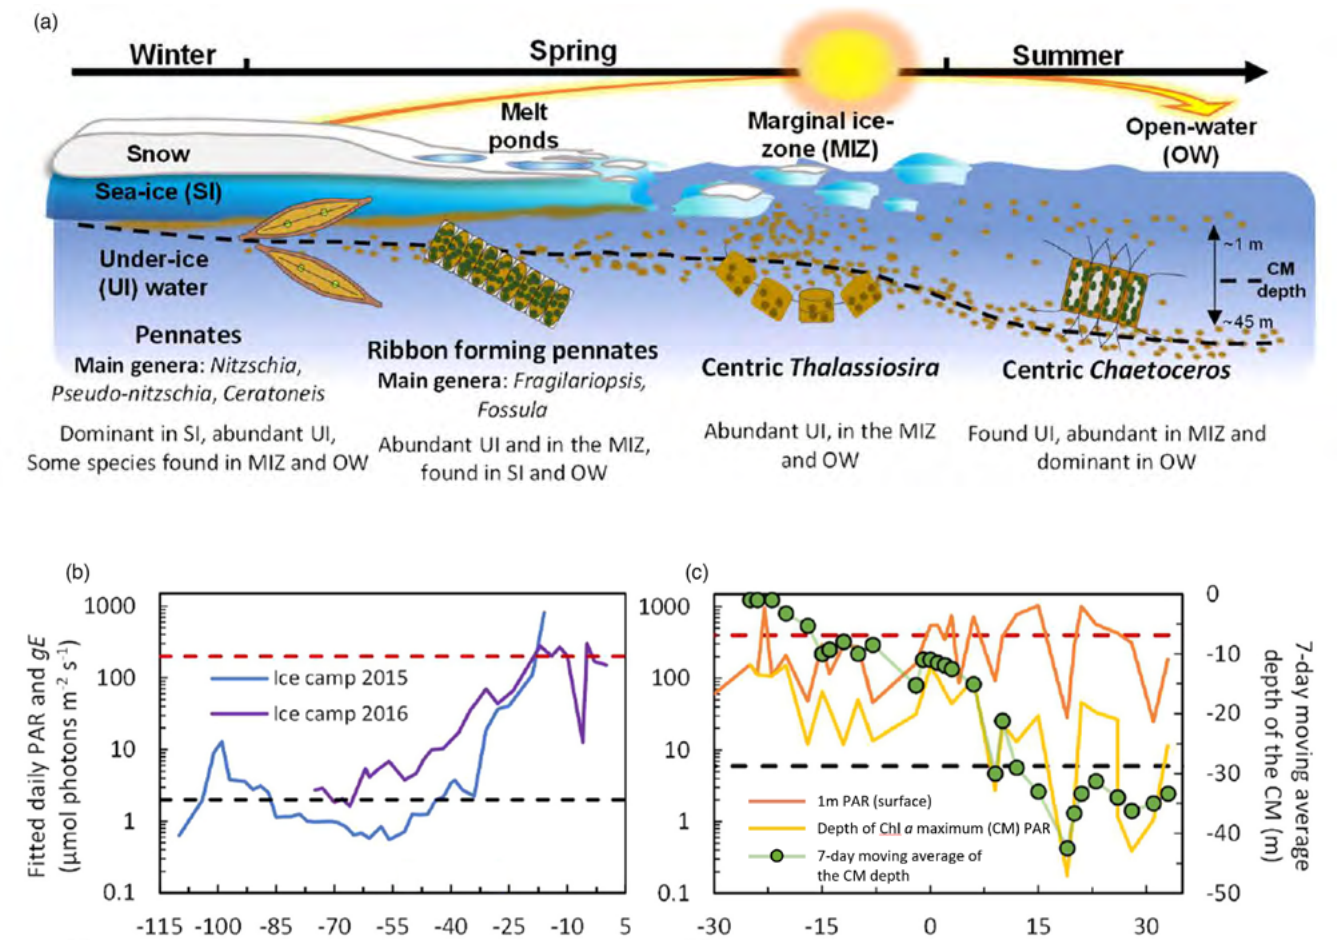 (a)
Winter
Spring
Summer
Melt
ponds
Marginal ice-
zone (MIZ)
Open-water
(OW)
Snow
Sea-ice (SI)
Under-ice
(UI) water
~1 m
CM
depth
~45 m
Pennates
Main genera: Nitzschia,
Pseudo-nitzschia, Ceratoneis
Dominant in SI, abundant UI,
Some species found in MIZ and OW
Ribbon forming pennates
Main genera: Fragilariopsis,
Fossula
Abundant UI and in the MIZ,
found in SI and OW
Centric Thalassiosira
Abundant UI, in the MIZ
and OW
Centric Chaetoceros
Found UI, abundant in MIZ and
dominant in OW
(b)
Fitted daily PAR and gE
(µmol photons m-2 s-1)
1000
100
10
1
0.1
Ice camp 2015
Ice camp 2016
-115 -100 -85 -70 -55 -40 -25 -10 5
(c)
1000
100
10
1
0.1
1m PAR (surface)
Depth of Chl a maximum (CM) PAR
7-day moving average of
the CM depth
-30 -15 0 15 30
0
-10
-20
-30
-40
-50
7-day moving average
depth of the CM (m)